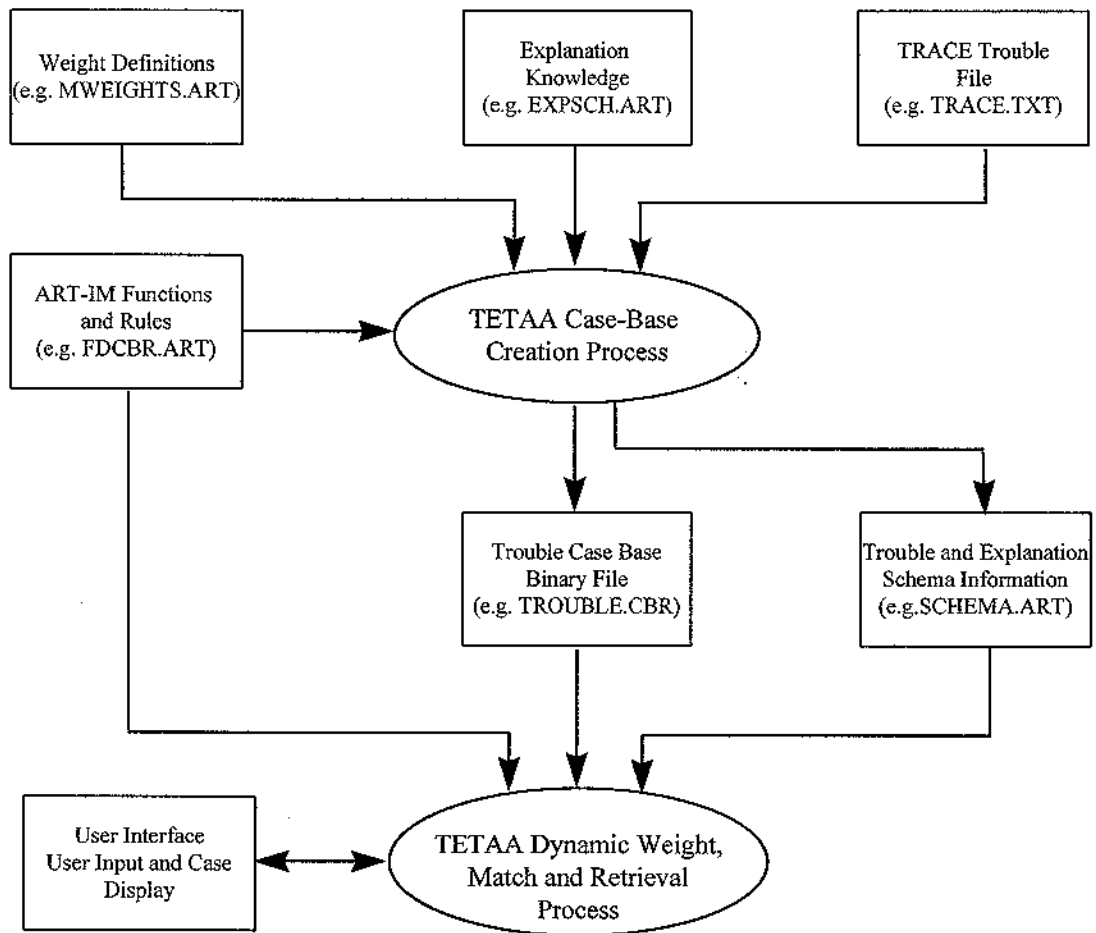 Weight Definitions
(e.g. MWEIGHTS.ART)
Explanation
Knowledge
(e.g. EXPSCH.ART)
TRACE Trouble
File
(e.g. TRACE.TXT)
ART-IM Functions
and Rules
(e.g. FDCBR.ART)
TETAA Case-Base
Creation Process
Trouble Case Base
Binary File
(e.g. TROUBLE.CBR)
Trouble and Explanation
Schema Information
(e.g.SCHEMA.ART)
User Interface
User Input and Case
Display
TETAA Dynamic Weight,
Match and Retrieval
Process